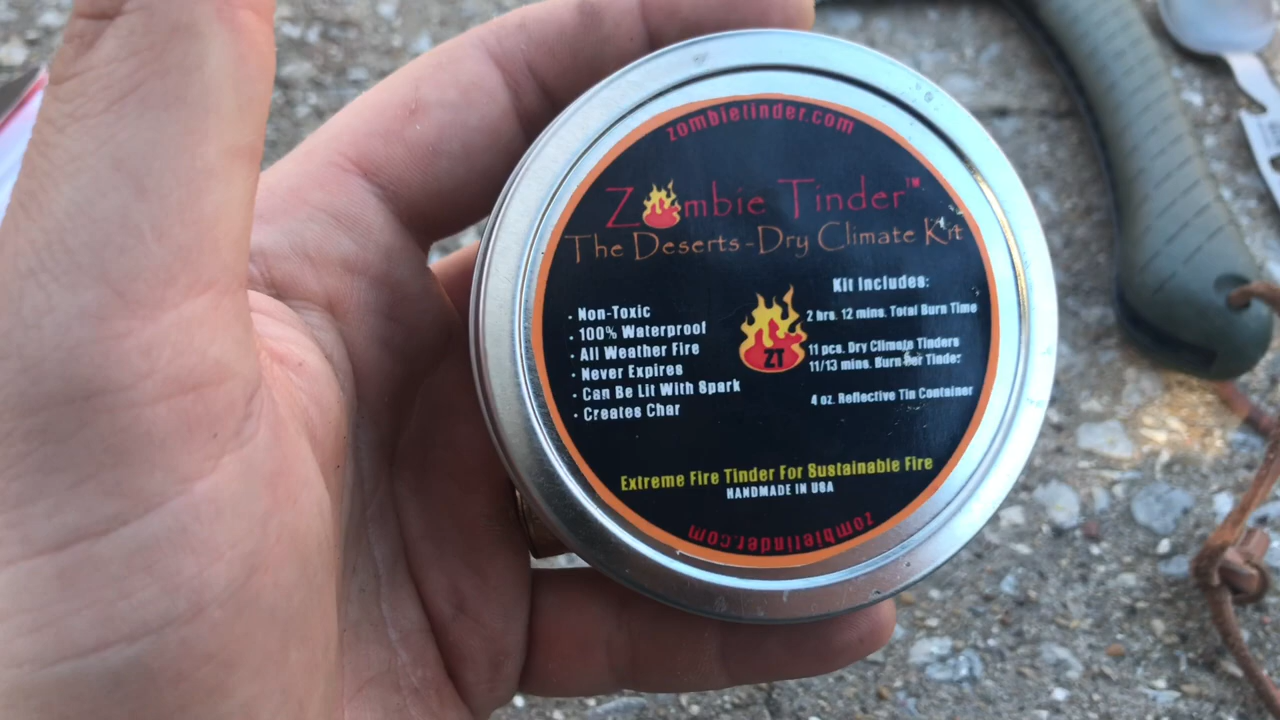 zombietinder.com
Zombie Tinder™
The Deserts-Dry Climate Kit
· Non-Toxic
· 100% Waterproof
· All Weather Fire
· Never Expires
· Can Be Lit With Spark
· Creates Char
ZT
Kit Includes:
2 hrs. 12 mins. Total Burn Time
11 pcs. Dry Climate Tinders
11/13 mins. Burn Per Tinder
4 oz. Reflective Tin Container
Extreme Fire Tinder For Sustainable Fire
HANDMADE IN USA
zombietinder.com